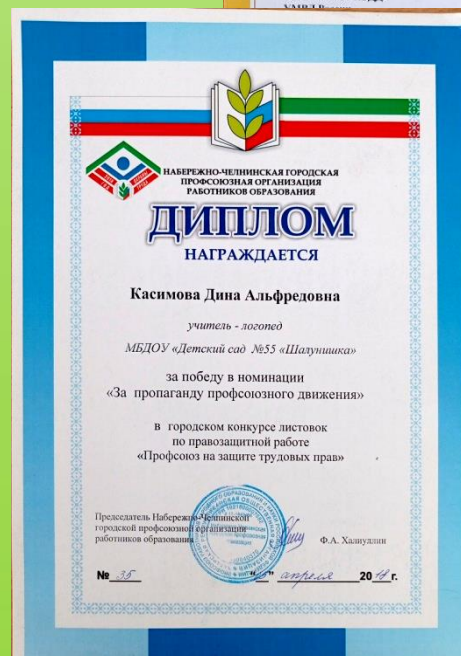 НАБЕРЕЖНО-ЧЕЛНИНСКАЯ ГОРОДСКАЯ
ПРОФСОЮЗНАЯ ОРГАНИЗАЦИЯ
РАБОТНИКОВ ОБРАЗОВАНИЯ
ДИПЛОМ
НАГРАЖДАЕТСЯ
Касимова Дина Альфредовна
учитель - логопед
МБДОУ «Детский сад №55 «Шалунишка»
за победу в номинации
«За пропаганду профсоюзного движения»
в городском конкурсе листовок
по правозащитной работе
«Профсоюз на защите трудовых прав»
Председатель Набережно-Челнинской
городской профсоюзной организации
работников образования
Ф.А. Халиуллин
№ 35 апреля 2018 г.